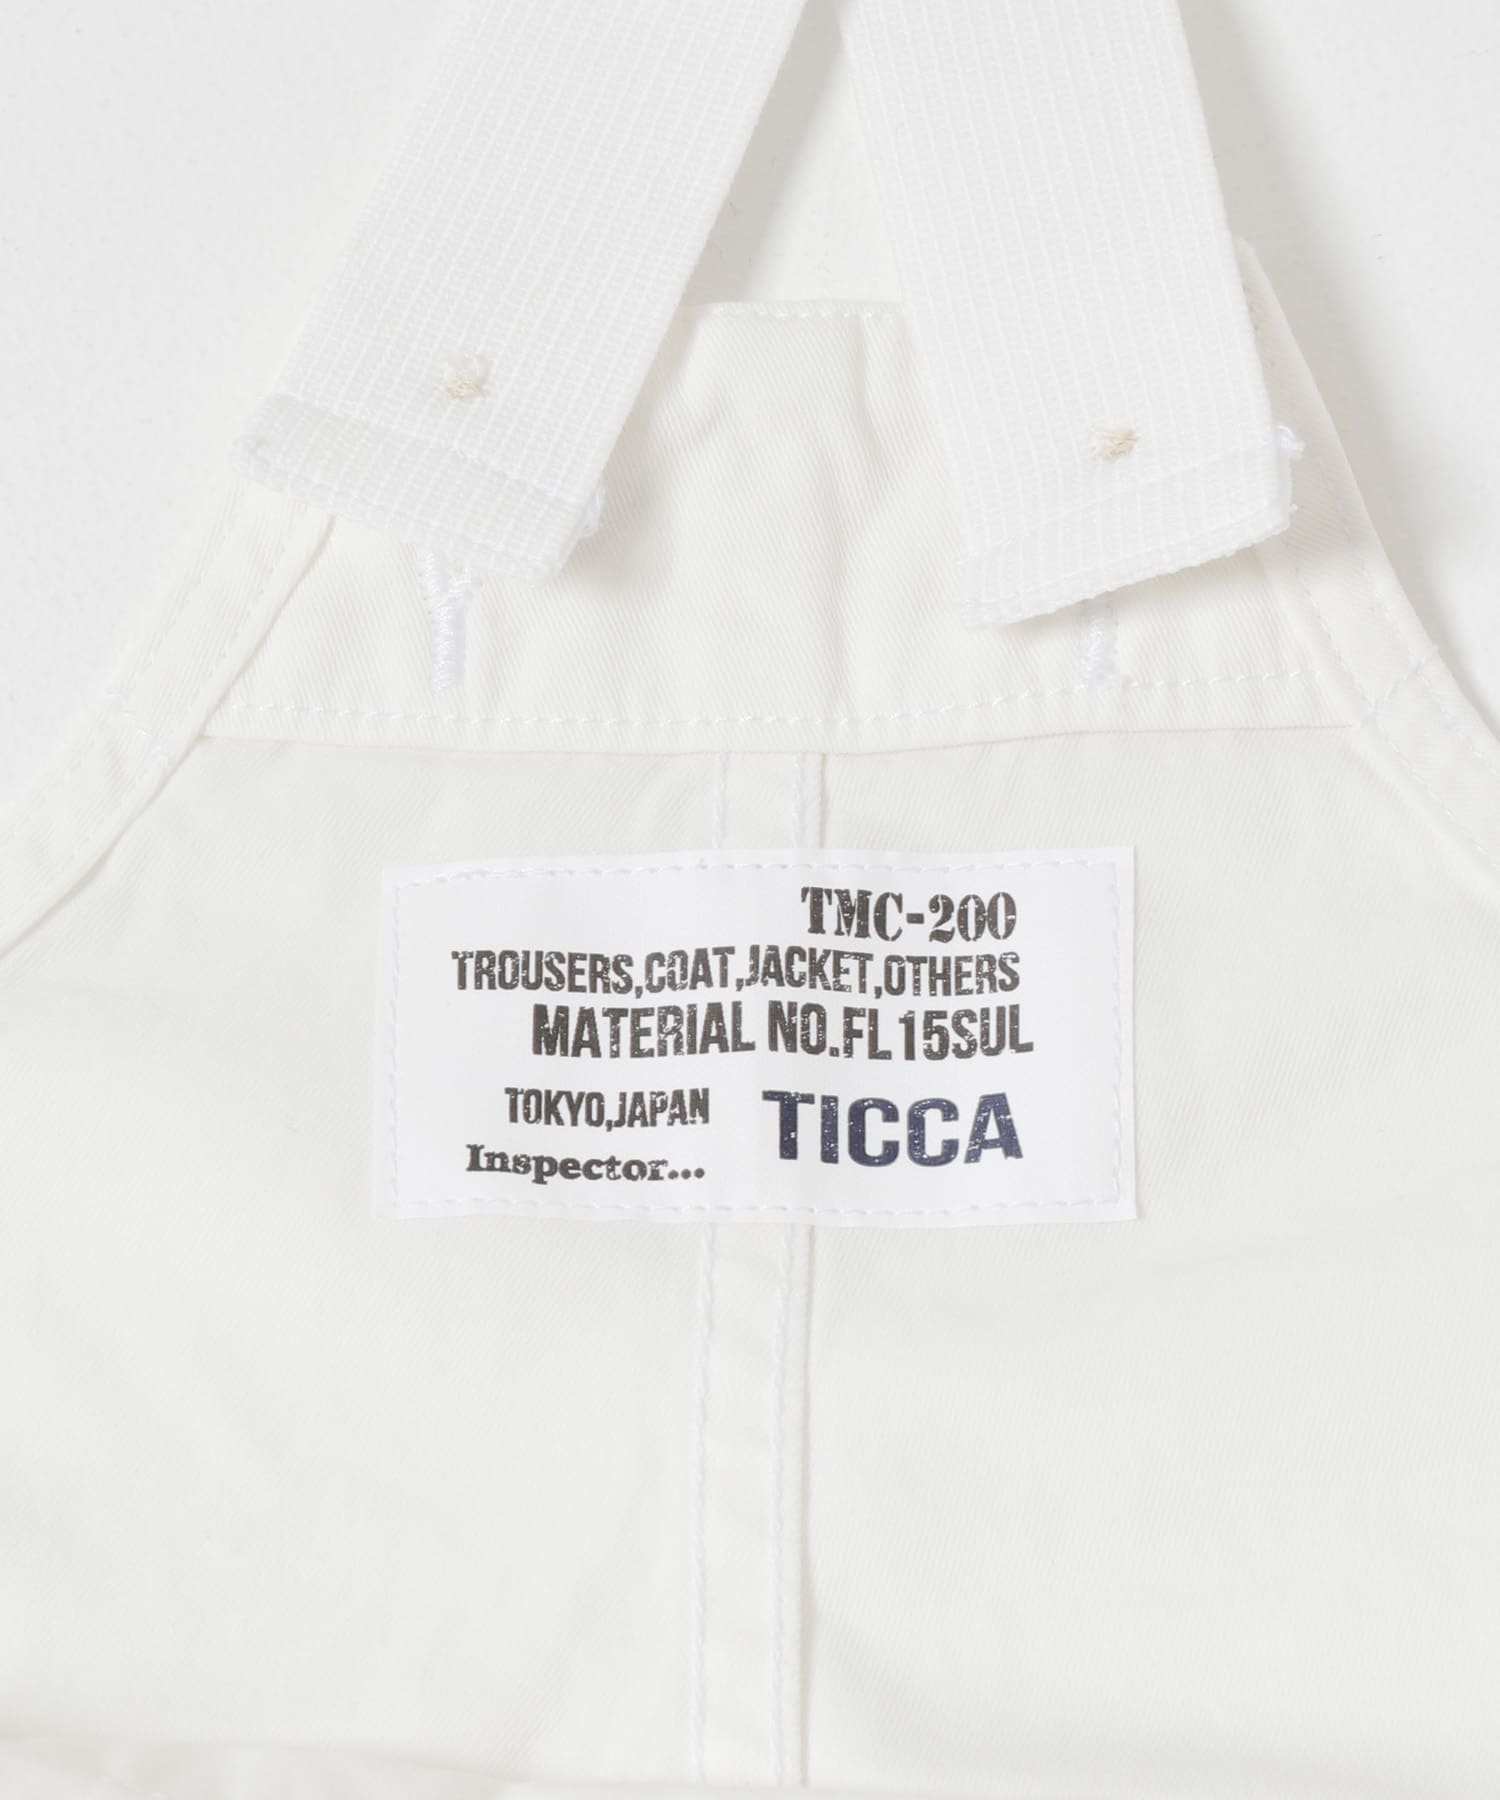 TMC-200
TROUSERS,COAT,JACKET,OTHERS
MATERIAL NO.FL15SUL
TOKYO,JAPAN
TICCA
Inspector...